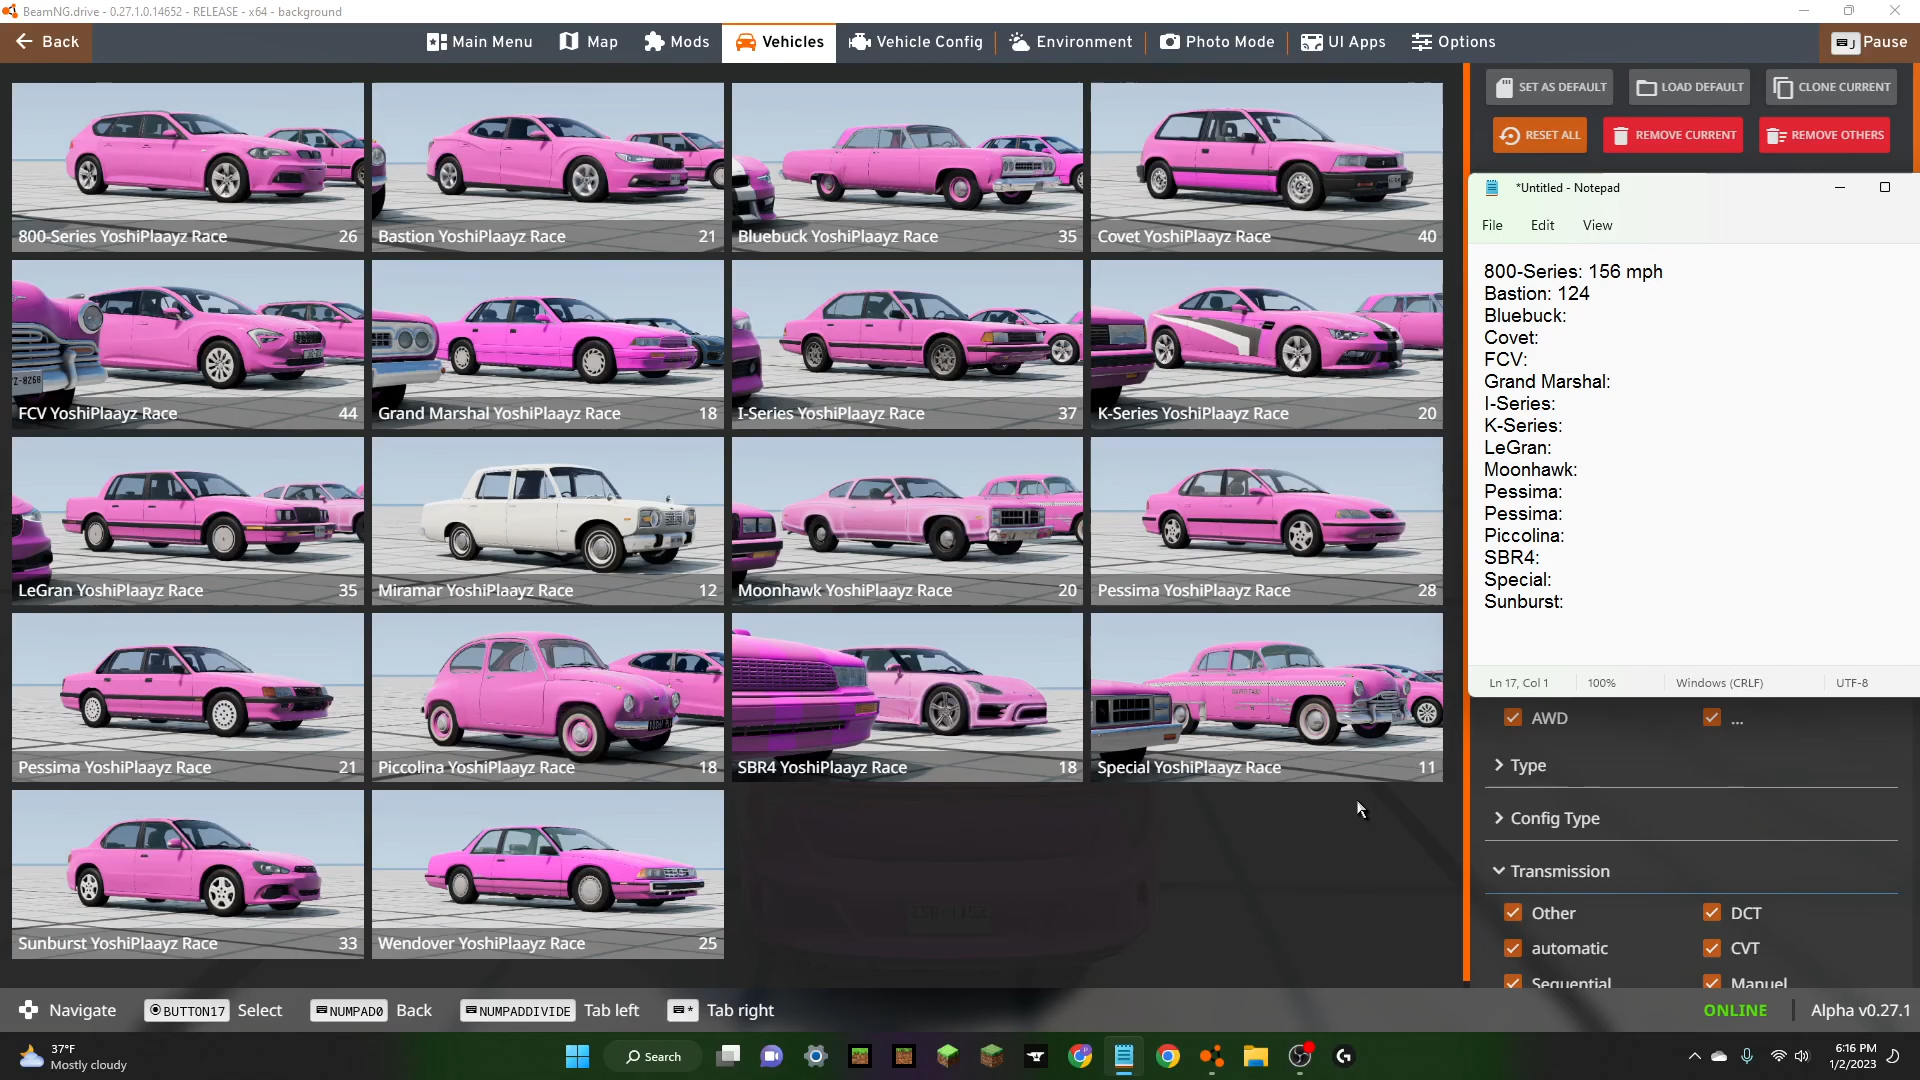 BeamNG.drive - 0.27.1.0.14652 - RELEASE - x64 - background
Back
Main Menu
Map
Mods
Vehicles
Vehicle Config
Environment
Photo Mode
UI Apps
Options
J
Pause
SET AS DEFAULT
LOAD DEFAULT
CLONE CURRENT
RESET ALL
REMOVE CURRENT
REMOVE OTHERS
800-Series YoshiPlaayz Race 26
Bastion YoshiPlaayz Race 21
Bluebuck YoshiPlaayz Race 35
Covet YoshiPlaayz Race 40
FCV YoshiPlaayz Race 44
Grand Marshal YoshiPlaayz Race 18
I-Series YoshiPlaayz Race 37
K-Series YoshiPlaayz Race 20
LeGran YoshiPlaayz Race 35
Miramar YoshiPlaayz Race 12
Moonhawk YoshiPlaayz Race 20
Pessima YoshiPlaayz Race 28
Pessima YoshiPlaayz Race 21
Piccolina YoshiPlaayz Race 18
SBR4 YoshiPlaayz Race 18
Special YoshiPlaayz Race 11
Sunburst YoshiPlaayz Race 33
Wendover YoshiPlaayz Race 25
*Untitled - Notepad
File
Edit
View
800-Series: 156 mph
Bastion: 124
Bluebuck:
Covet:
FCV:
Grand Marshal:
I-Series:
K-Series:
LeGran:
Moonhawk:
Pessima:
Pessima:
Piccolina:
SBR4:
Special:
Sunburst:
Ln 17, Col 1
100%
Windows (CRLF)
UTF-8
AWD
...
Type
Config Type
Transmission
Other
DCT
automatic
CVT
Sequential
Manuel
Navigate
BUTTON17
Select
NUMPAD0
Back
NUMPADDIVIDE
Tab left
*
Tab right
ONLINE
Alpha v0.27.1
37°F
Mostly cloudy
Search
6:16 PM
1/2/2023